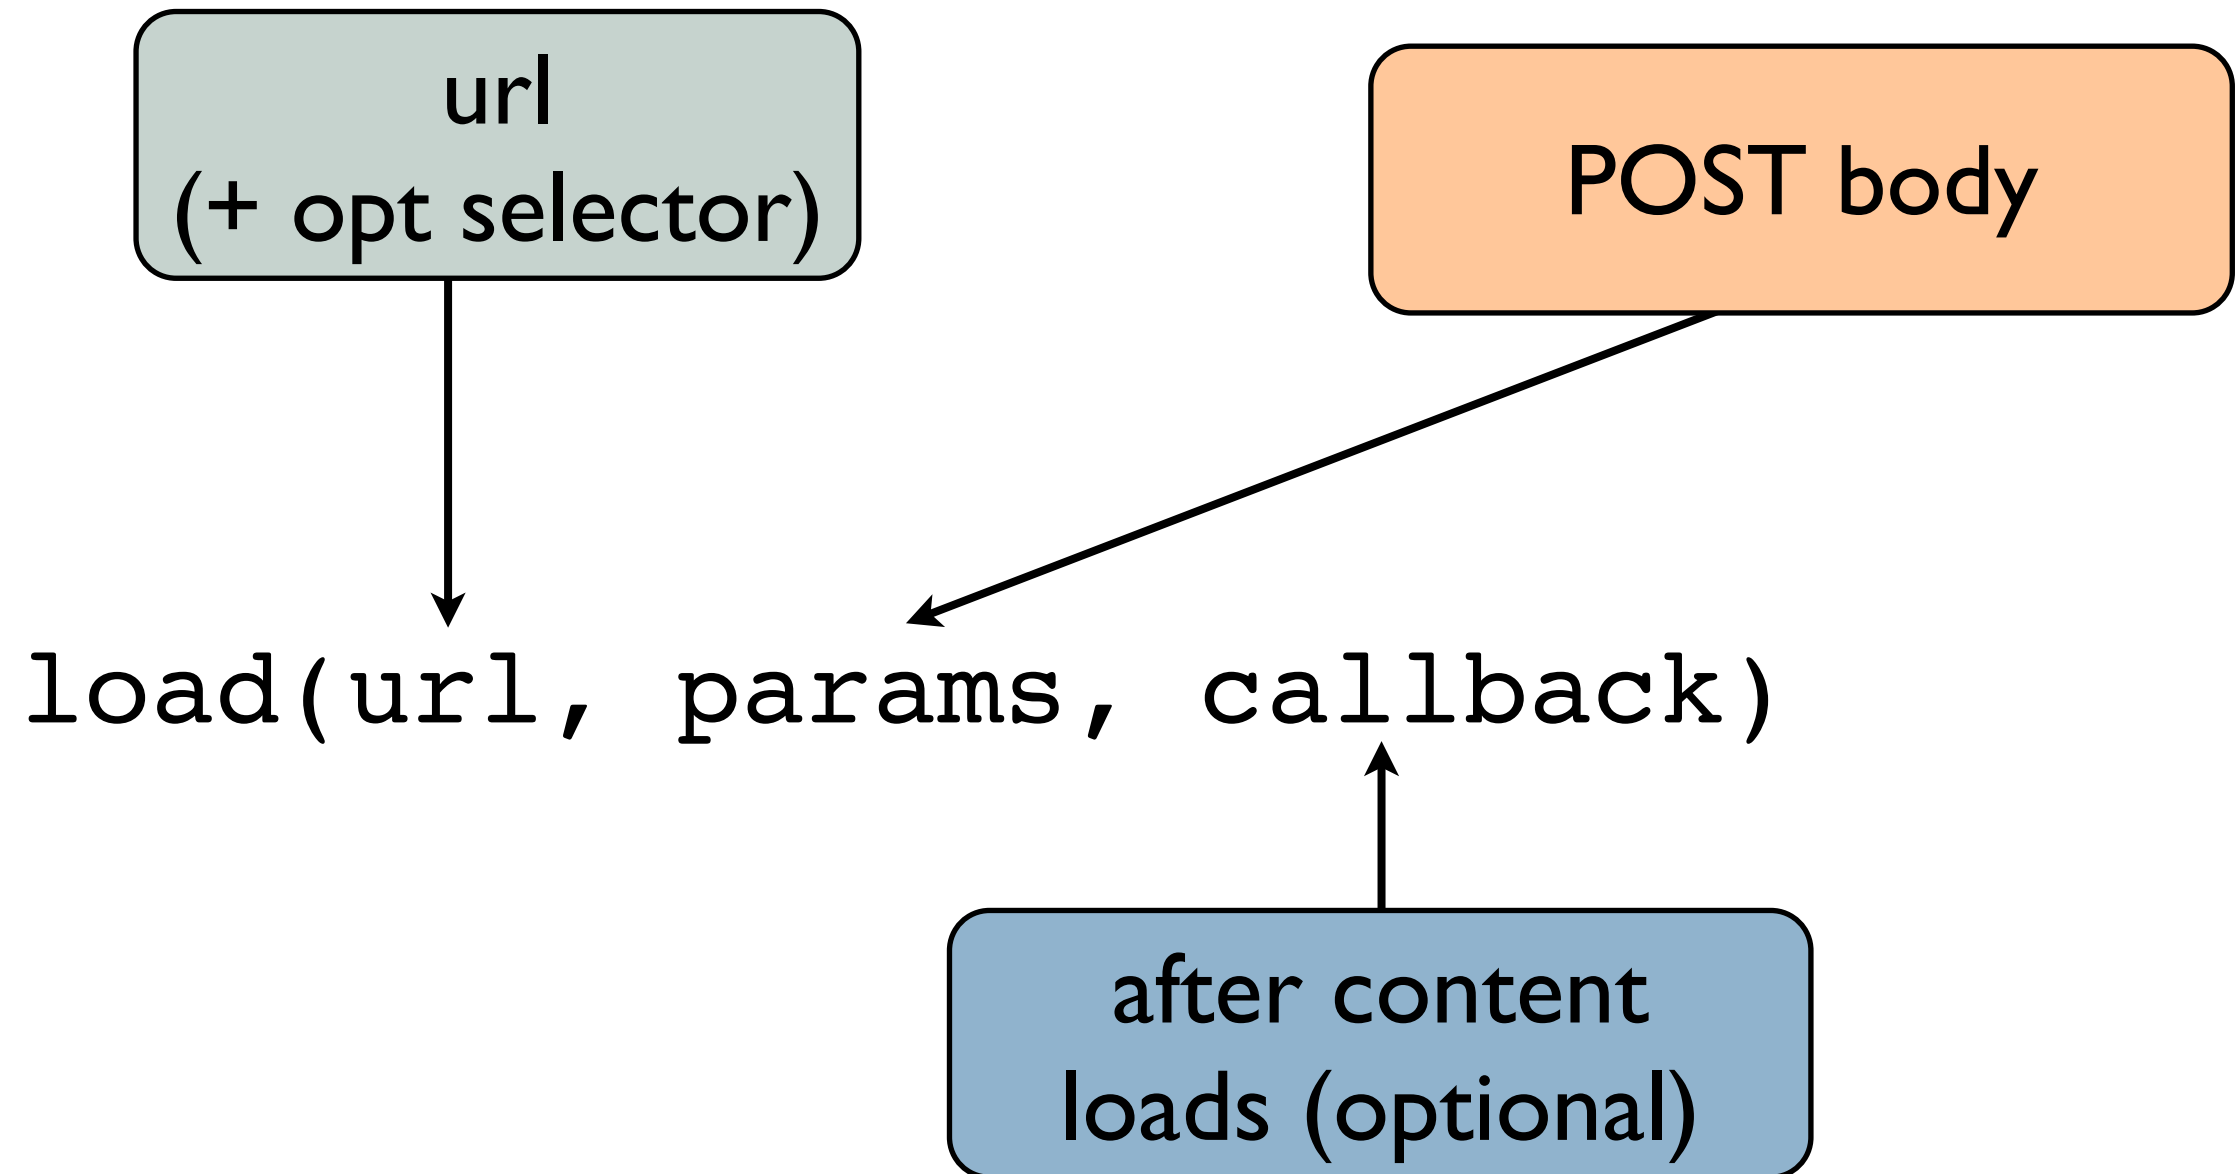 url
(+ opt selector)
POST body
load(url, params, callback)
after content
loads (optional)